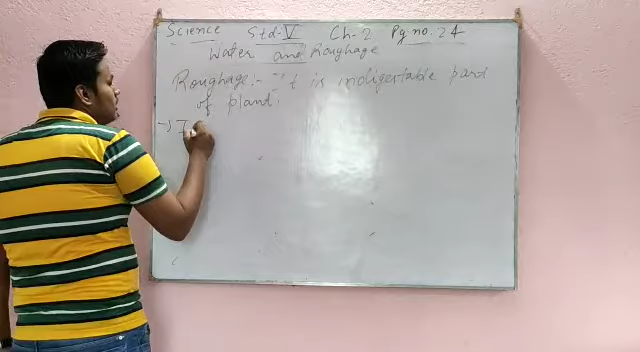 Science Std:- V Ch-2 Pg no. 24
Water and Roughage
Roughage:- It is indigestable part
of plant.
→ I